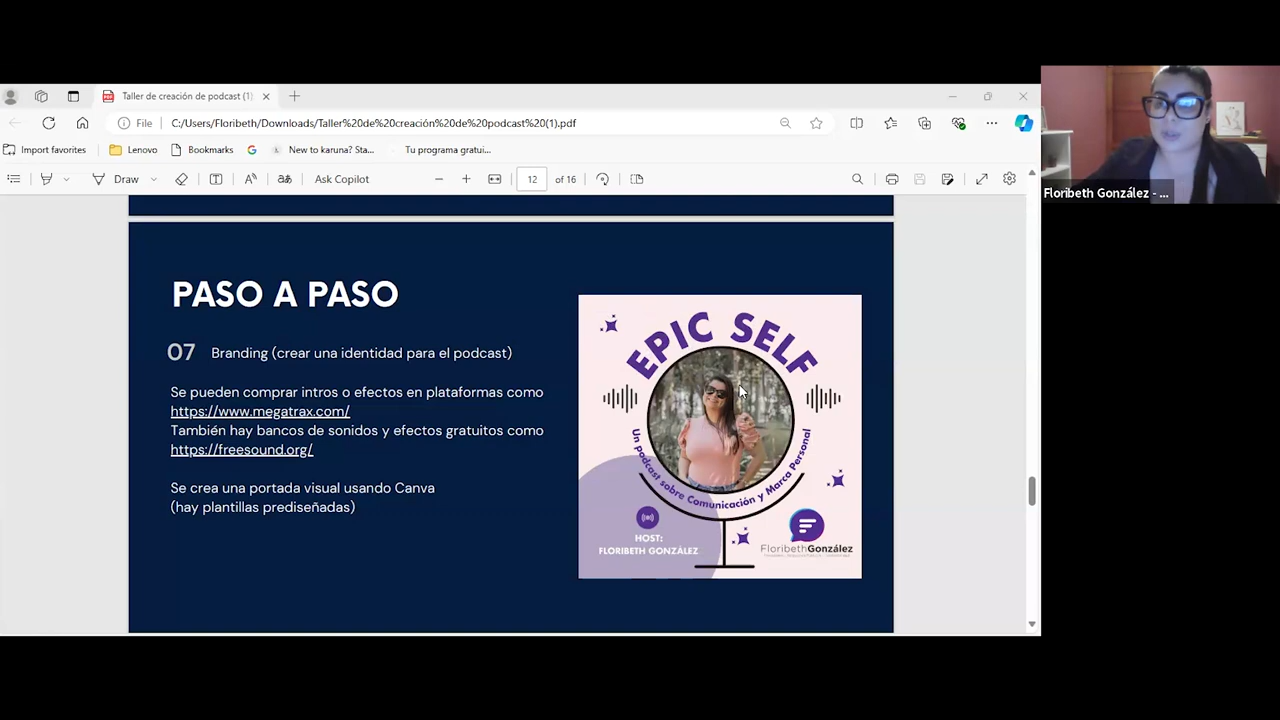 Taller de creación de podcast (1)
File
C:/Users/Floribeth/Downloads/Taller%20de%20creación%20de%20podcast%20(1).pdf
Import favorites
Lenovo
Bookmarks
New to karuna? Sta...
Tu programa gratui...
Draw
Ask Copilot
12
of 16
Floribeth González - ...
PASO A PASO
07 Branding (crear una identidad para el podcast)
Se pueden comprar intros o efectos en plataformas como
https://www.megatrax.com/
También hay bancos de sonidos y efectos gratuitos como
https://freesound.org/
Se crea una portada visual usando Canva
(hay plantillas prediseñadas)
EPIC SELF
Un podcast sobre Comunicación y Marca Personal
HOST:
FLORIBETH GONZÁLEZ
FloribethGonzález